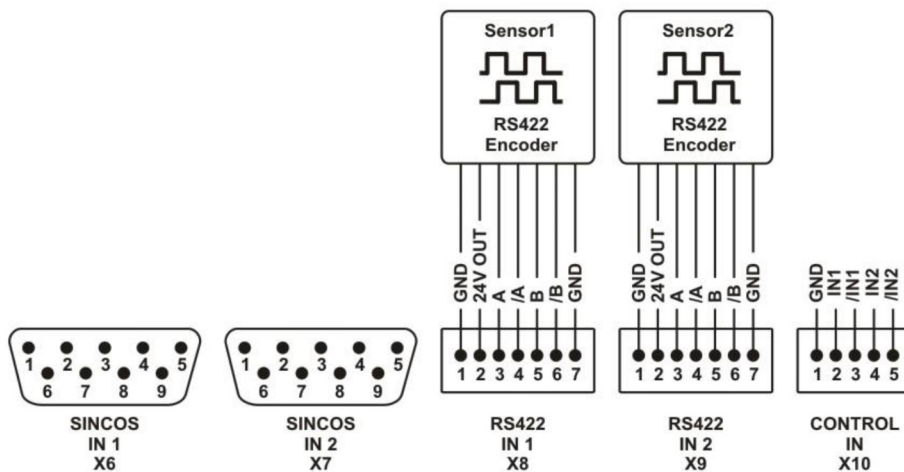 Sensor1
RS422
Encoder
Sensor2
RS422
Encoder
GND
24V OUT
A
/A
B
/B
GND
GND
24V OUT
A
/A
B
/B
GND
GND
IN1
/IN1
IN2
/IN2
1 2 3 4 5
6 7 8 9
1 2 3 4 5
6 7 8 9
1 2 3 4 5 6 7
1 2 3 4 5 6 7
1 2 3 4 5
SINCOS
IN 1
X6
SINCOS
IN 2
X7
RS422
IN 1
X8
RS422
IN 2
X9
CONTROL
IN
X10